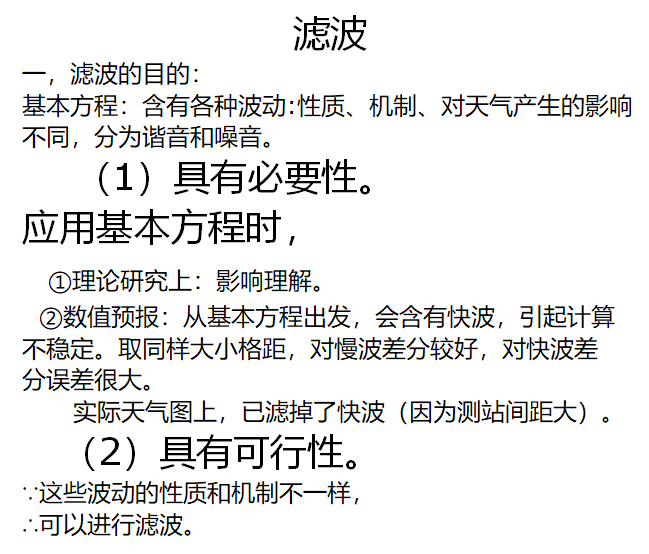 滤波
一，滤波的目的：
基本方程：含有各种波动:性质、机制、对天气产生的影响
不同，分为谐音和噪音。
（1）具有必要性。
应用基本方程时，
①理论研究上：影响理解。
②数值预报：从基本方程出发，会含有快波，引起计算
不稳定。取同样大小格距，对慢波差分较好，对快波差
分误差很大。
实际天气图上，已滤掉了快波（因为测站间距大）。
（2）具有可行性。
∵这些波动的性质和机制不一样，
∴可以进行滤波。